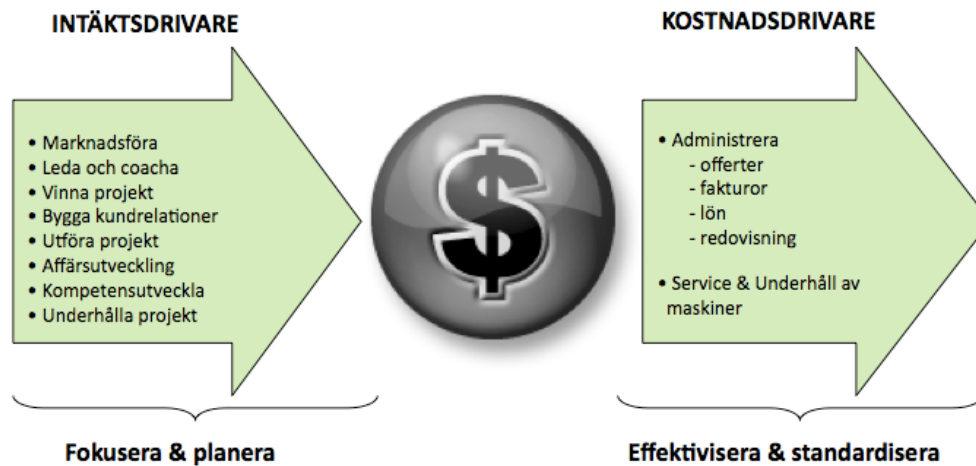 INTÄKTSDRIVARE
• Marknadsföra
• Leda och coacha
• Vinna projekt
• Bygga kundrelationer
• Utföra projekt
• Affärsutveckling
• Kompetensutveckla
• Underhålla projekt
Fokusera & planera
$
KOSTNADSDRIVARE
• Administrera
- offerter
- fakturor
- lön
- redovisning
• Service & Underhåll av
maskiner
Effektivisera & standardisera